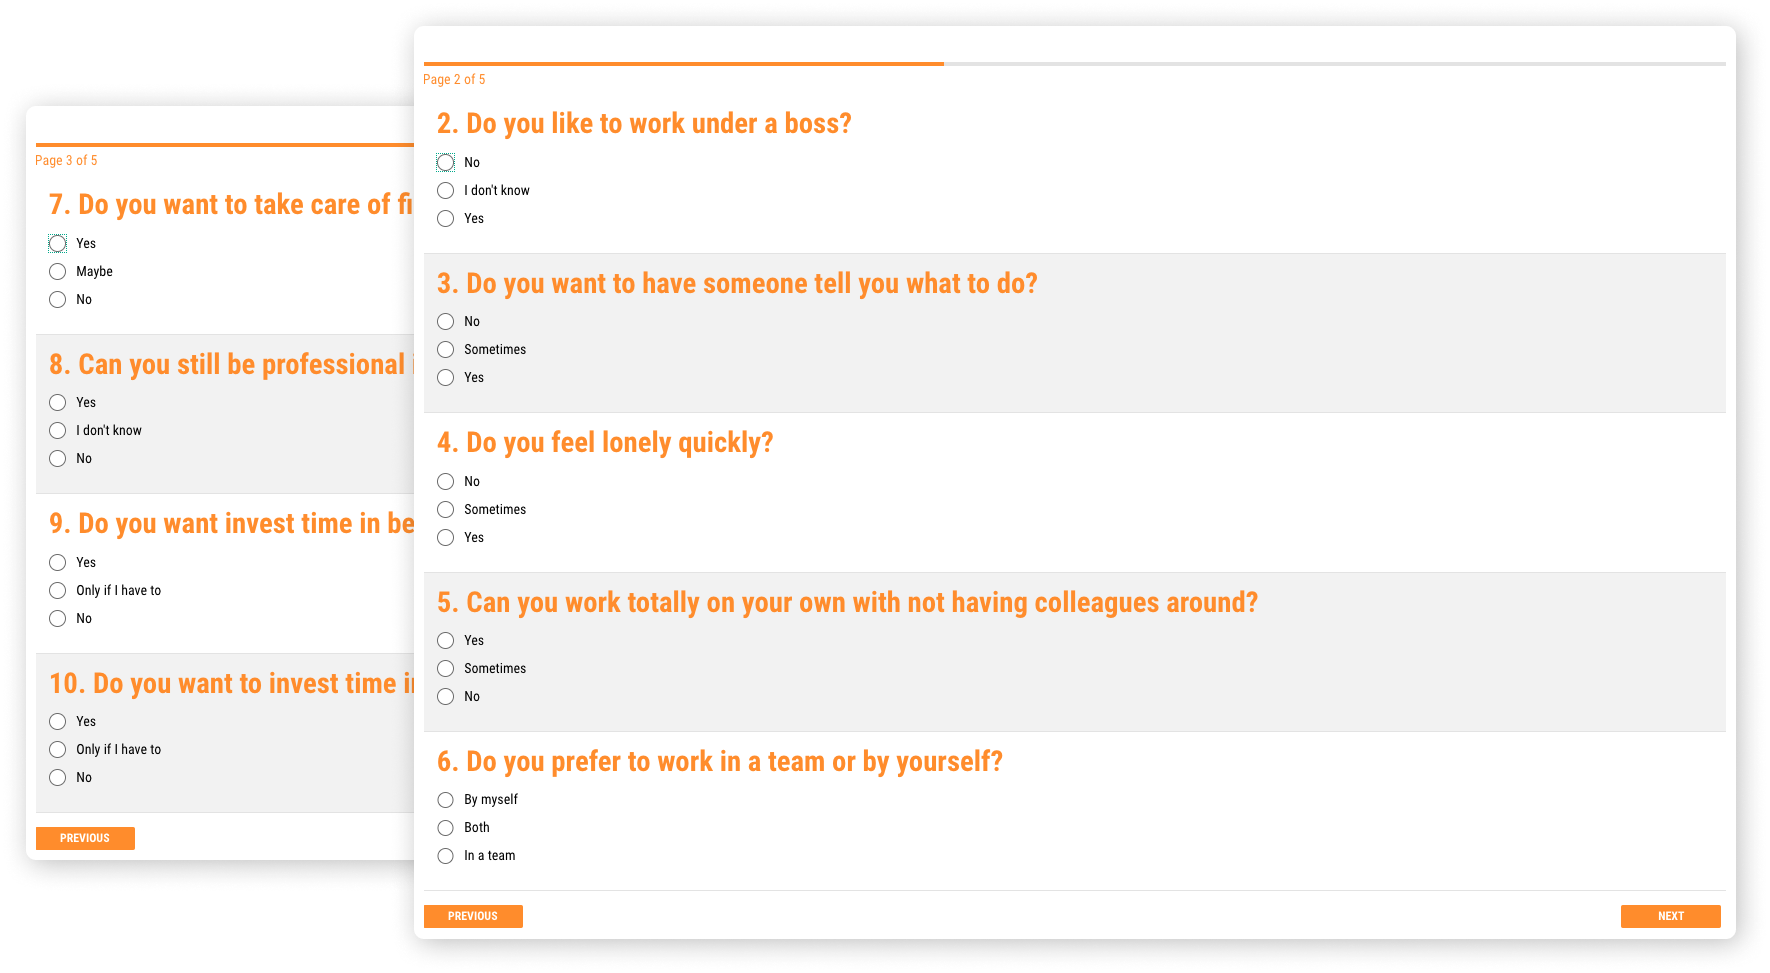 Page 2 of 5
2. Do you like to work under a boss?
No
I don't know
Yes
3. Do you want to have someone tell you what to do?
No
Sometimes
Yes
4. Do you feel lonely quickly?
No
Sometimes
Yes
5. Can you work totally on your own with not having colleagues around?
Yes
Sometimes
No
6. Do you prefer to work in a team or by yourself?
By myself
Both
In a team
PREVIOUS
NEXT
Page 3 of 5
7. Do you want to take care of
Yes
Maybe
No
8. Can you still be professional
Yes
I don't know
No
9. Do you want invest time in
Yes
Only if I have to
No
10. Do you want to invest time
Yes
Only if I have to
No
PREVIOUS